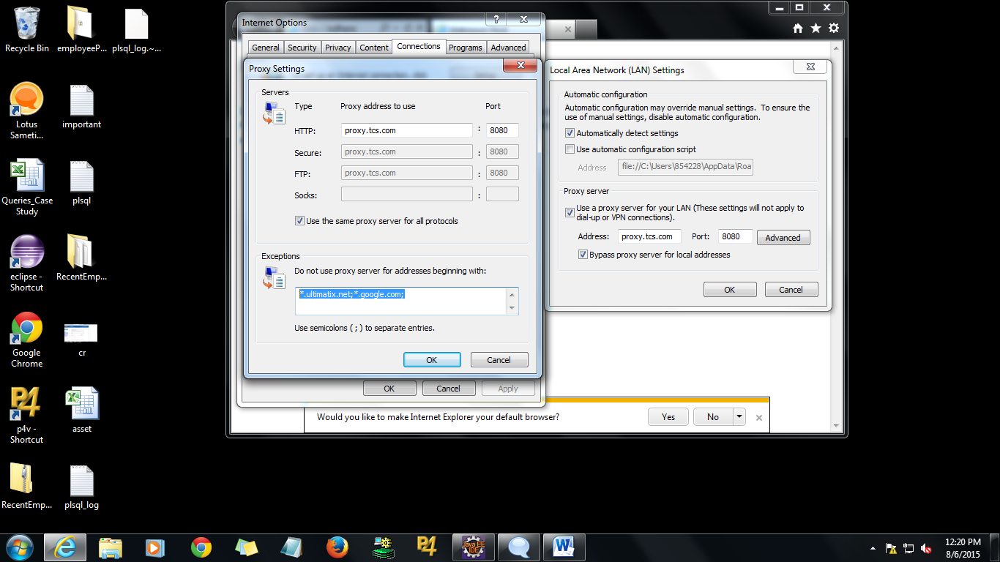 Recycle Bin
employeeP...
plsql_log.~...
Lotus
Sameti...
important
Queries_Case
Study
plsql
eclipse -
Shortcut
RecentEmp...
Google
Chrome
cr
p4v -
Shortcut
asset
RecentEmp...
plsql_log
Internet Options
General
Security
Privacy
Content
Connections
Programs
Advanced
Proxy Settings
Servers
Type Proxy address to use Port
HTTP: proxy.tcs.com : 8080
Secure: proxy.tcs.com : 8080
FTP: proxy.tcs.com : 8080
Socks: :
Use the same proxy server for all protocols
Exceptions
Do not use proxy server for addresses beginning with:
*.ultimatix.net;*.google.com;
Use semicolons ( ; ) to separate entries.
OK Cancel
OK Cancel Apply
Local Area Network (LAN) Settings
Automatic configuration
Automatic configuration may override manual settings. To ensure the
use of manual settings, disable automatic configuration.
Automatically detect settings
Use automatic configuration script
Address file://C:\Users\854228\AppData\Roa
Proxy server
Use a proxy server for your LAN (These settings will not apply to
dial-up or VPN connections).
Address: proxy.tcs.com Port: 8080 Advanced
Bypass proxy server for local addresses
OK Cancel
Would you like to make Internet Explorer your default browser? Yes No
P4
Java EE
IDE
12:20 PM
8/6/2015